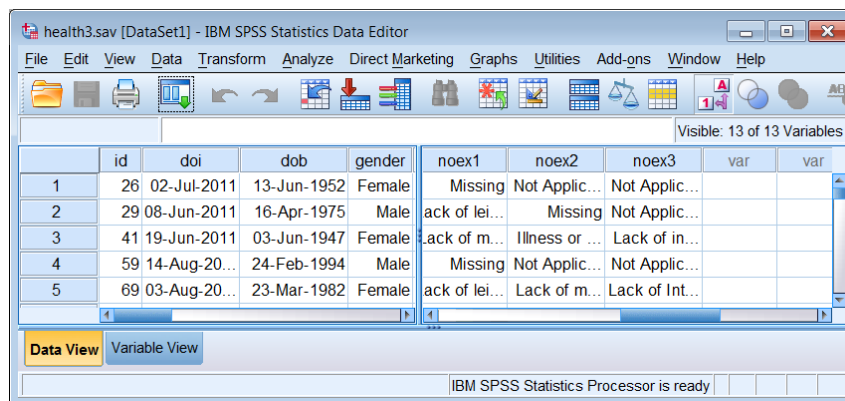 health3.sav [DataSet1] - IBM SPSS Statistics Data Editor
File Edit View Data Transform Analyze Direct Marketing Graphs Utilities Add-ons Window Help
Visible: 13 of 13 Variables
id doi dob gender noex1 noex2 noex3 var var
1 26 02-Jul-2011 13-Jun-1952 Female Missing Not Applic... Not Applic...
2 29 08-Jun-2011 16-Apr-1975 Male ack of lei... Missing Not Applic...
3 41 19-Jun-2011 03-Jun-1947 Female Lack of m... Illness or ... Lack of in...
4 59 14-Aug-20... 24-Feb-1994 Male Missing Not Applic... Not Applic...
5 69 03-Aug-20... 23-Mar-1982 Female ack of lei... Lack of m... Lack of Int...
Data View Variable View
IBM SPSS Statistics Processor is ready